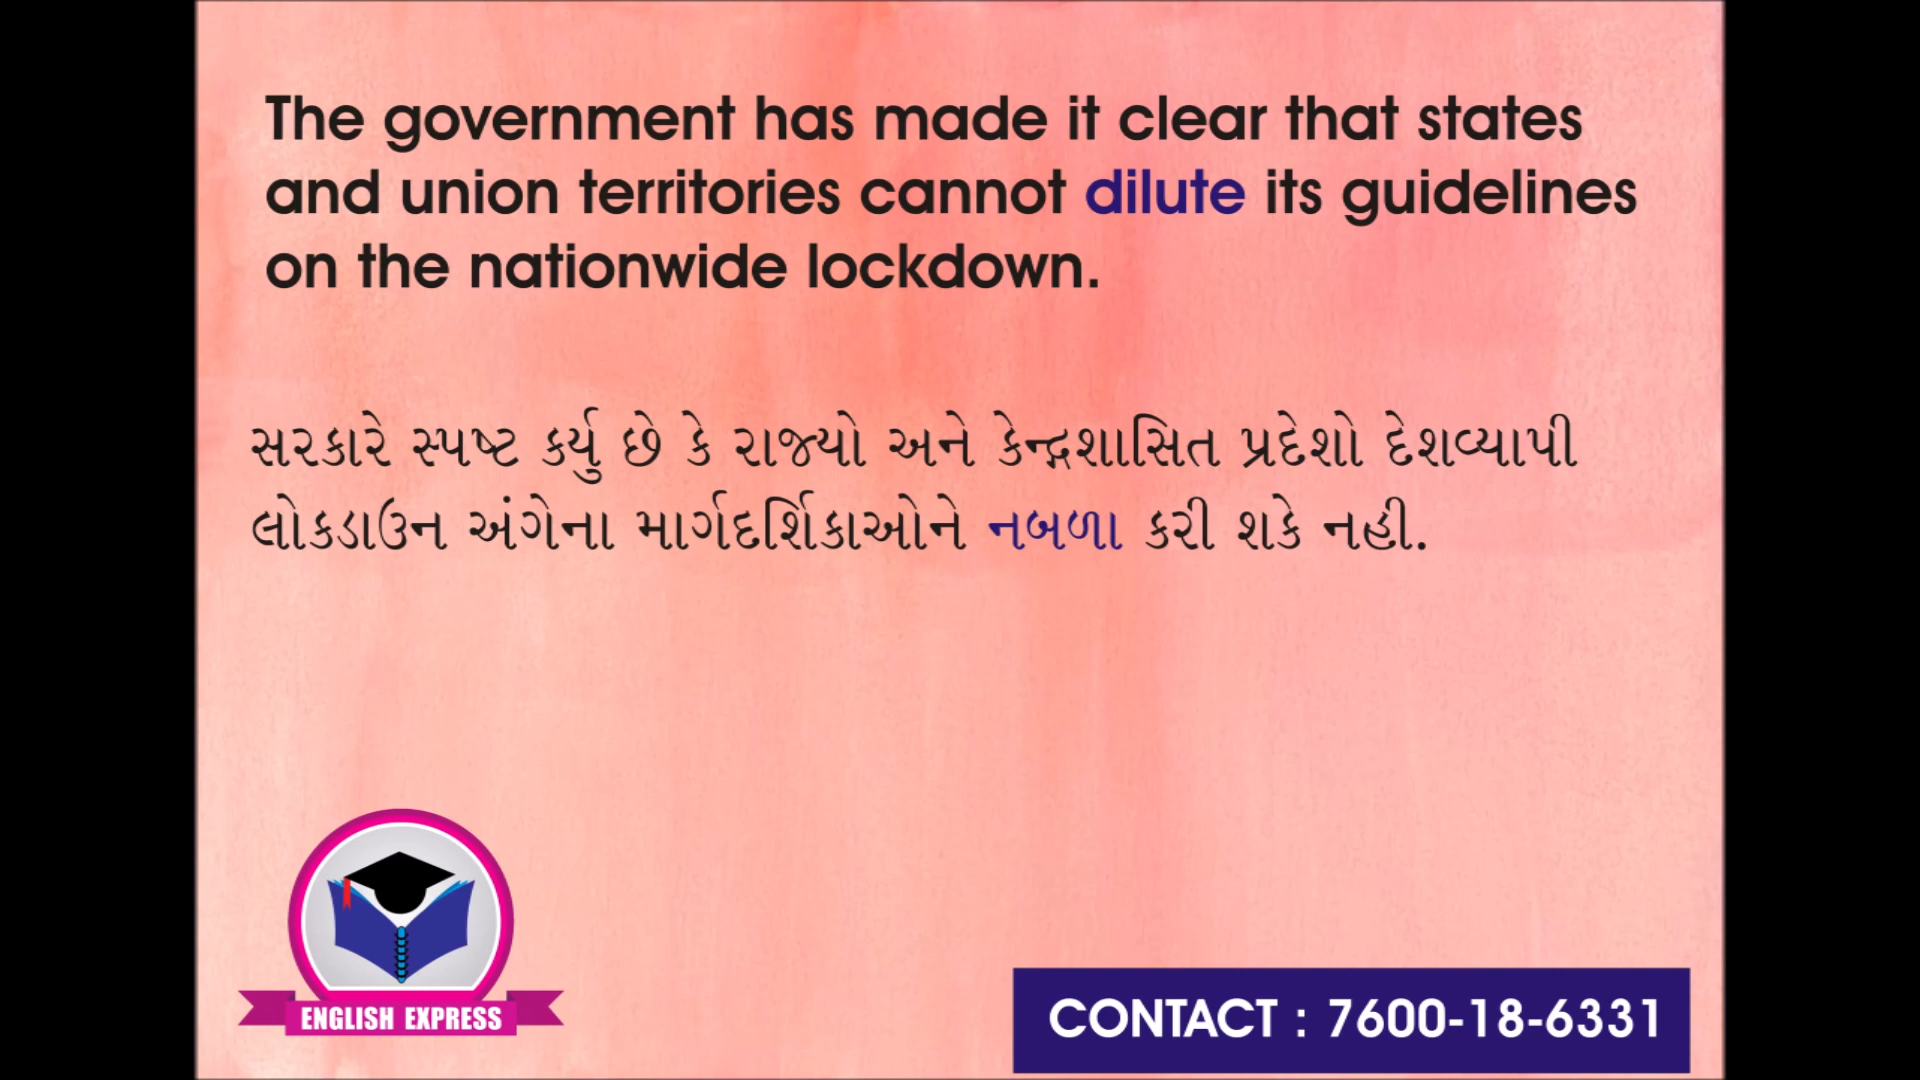 The government has made it clear that states
and union territories cannot dilute its guidelines
on the nationwide lockdown.
સરકારે સ્પષ્ટ કર્યુ છે કે રાજ્યો અને કેન્દ્રશાસિત પ્રદેશો દેશવ્યાપી
લોકડાઉન અંગેના માર્ગદર્શિકાઓને નબળા કરી શકે નહી.
ENGLISH EXPRESS
CONTACT : 7600-18-6331